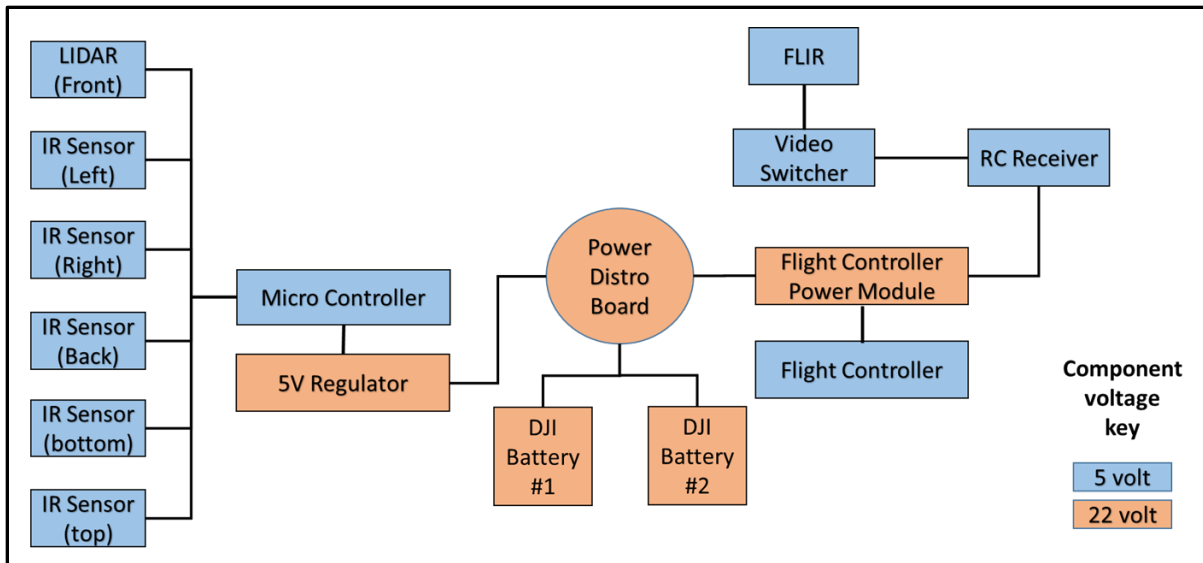 LIDAR
(Front)
IR Sensor
(Left)
IR Sensor
(Right)
IR Sensor
(Back)
IR Sensor
(bottom)
IR Sensor
(top)
Micro Controller
5V Regulator
Power
Distro
Board
DJI
Battery
#1
DJI
Battery
#2
FLIR
Video
Switcher
RC Receiver
Flight Controller
Power Module
Flight Controller
Component
voltage
key
5 volt
22 volt